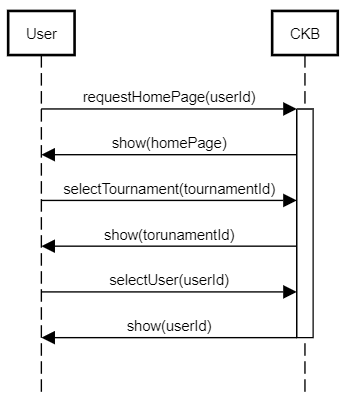 User CKB
requestHomePage(userId)
show(homePage)
selectTournament(tournamentId)
show(torunamentId)
selectUser(userId)
show(userId)